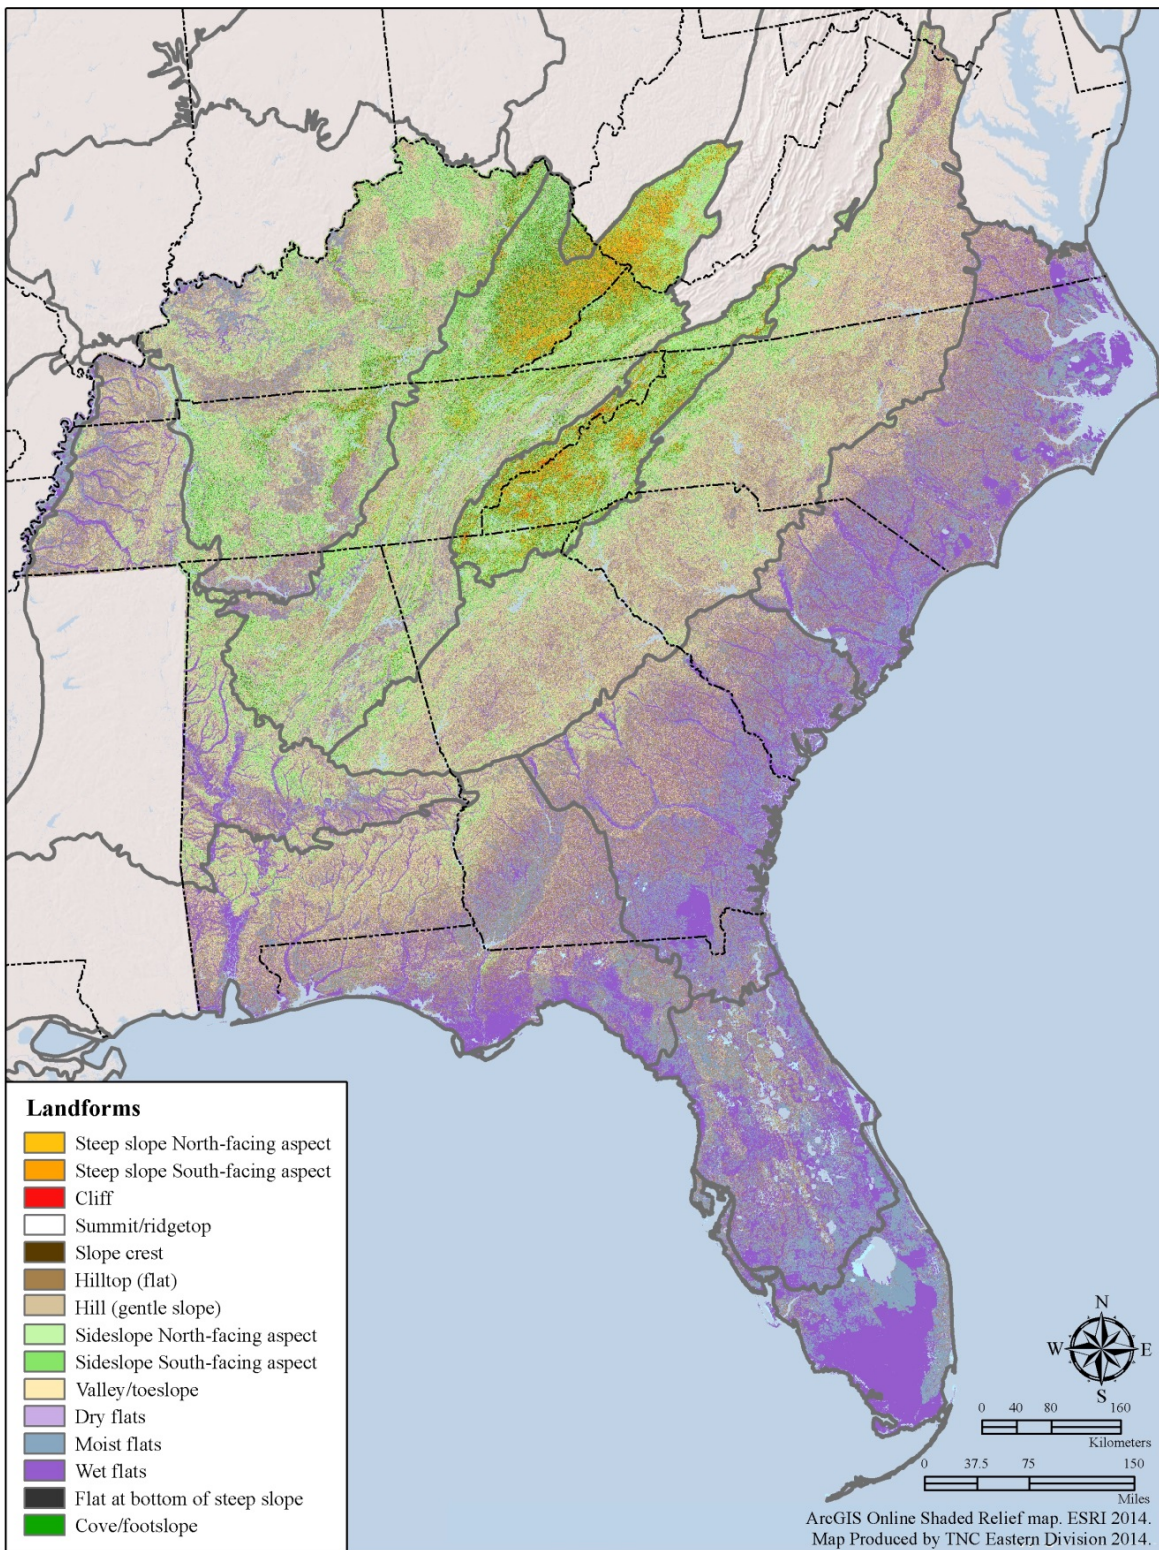 Landforms
Steep slope North-facing aspect
Steep slope South-facing aspect
Cliff
Summit/ridgetop
Slope crest
Hilltop (flat)
Hill (gentle slope)
Sideslope North-facing aspect
Sideslope South-facing aspect
Valley/toeslope
Dry flats
Moist flats
Wet flats
Flat at bottom of steep slope
Cove/footslope
N
W E
S
0 40 80 160
Kilometers
0 37.5 75 150
Miles
ArcGIS Online Shaded Relief map. ESRI 2014.
Map Produced by TNC Eastern Division 2014.